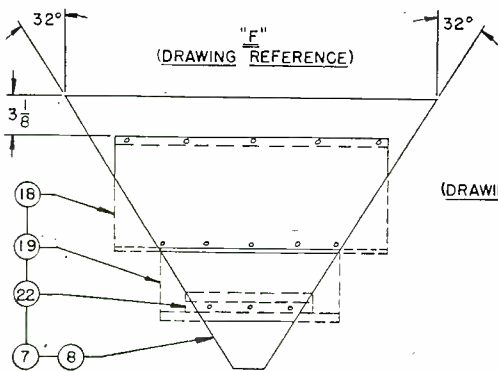 32°
"F"
32°
(DRAWING REFERENCE)
3 1/8
(DRAWI
18
19
22
7
8